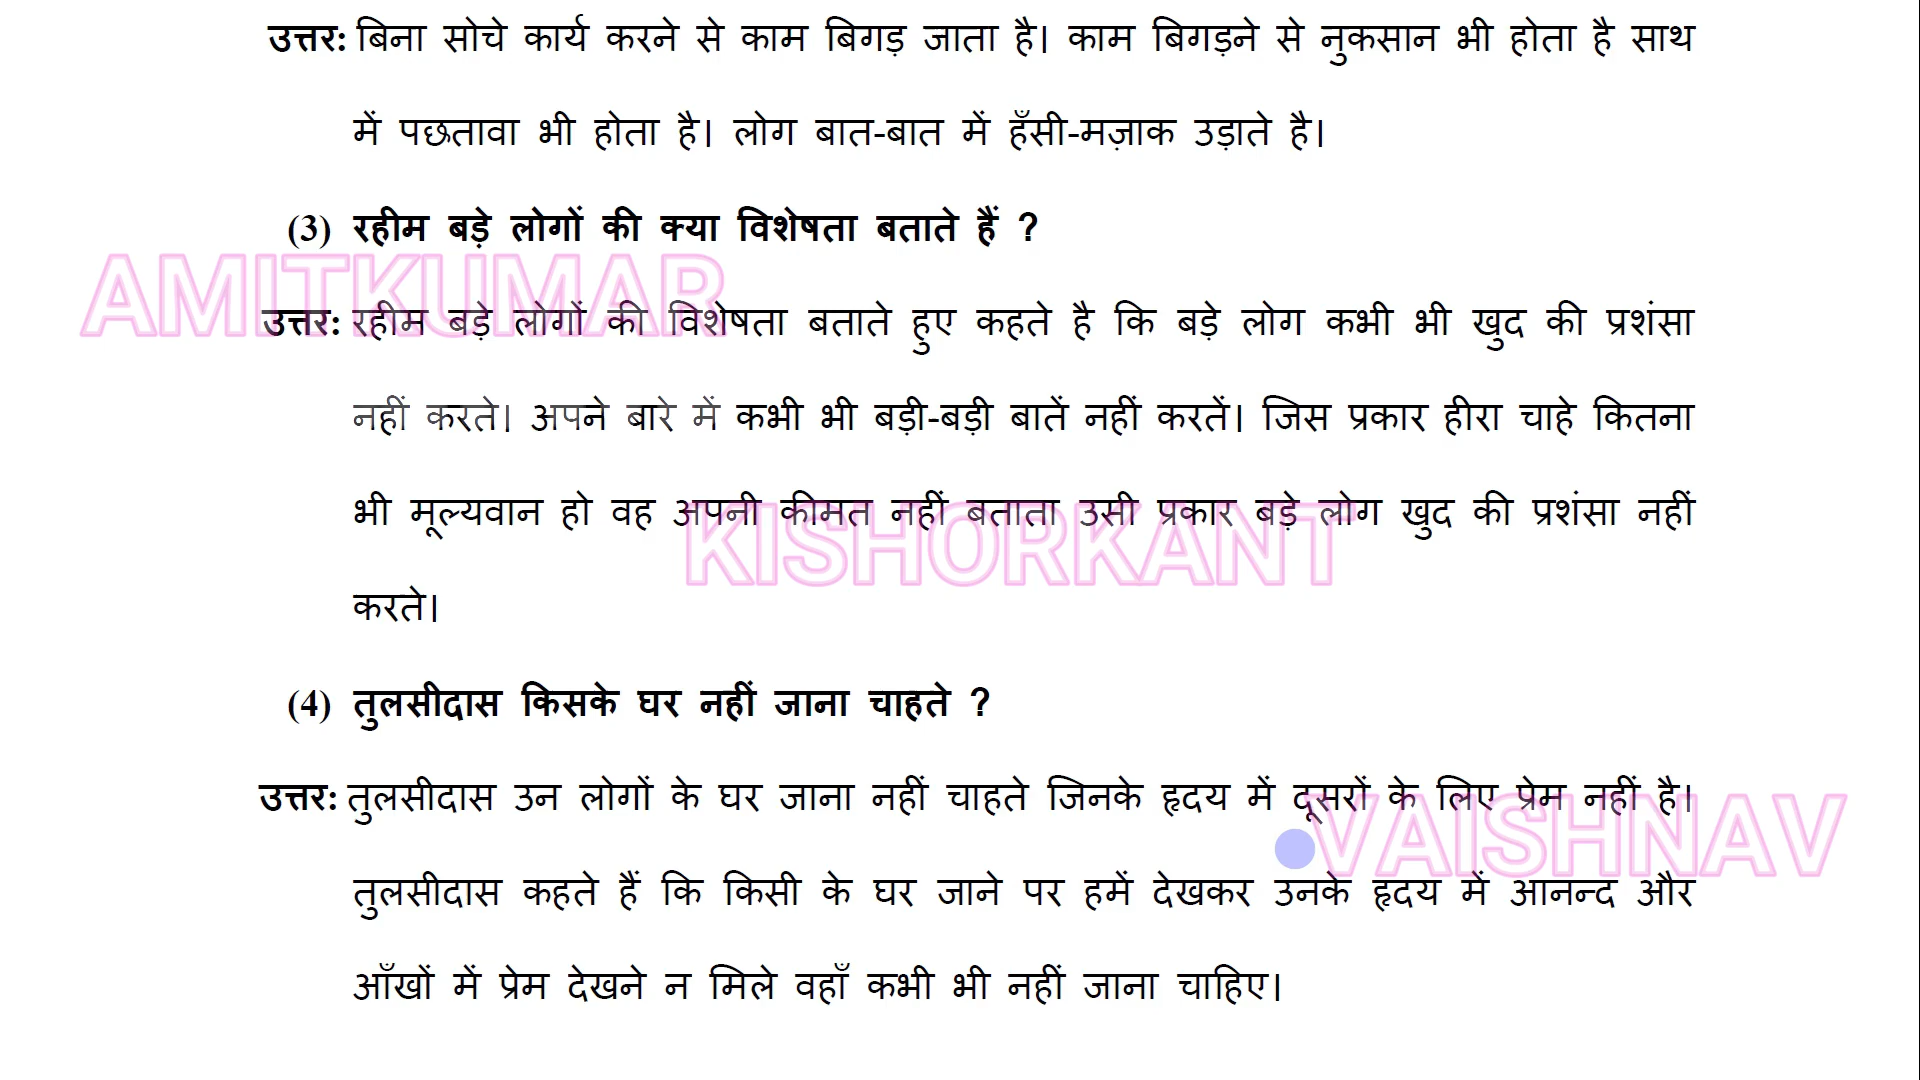 उत्तर: बिना सोचे कार्य करने से काम बिगड़ जाता है। काम बिगड़ने से नुकसान भी होता है साथ
में पछतावा भी होता है। लोग बात-बात में हँसी-मज़ाक उड़ाते है।
(3) रहीम बड़े लोगों की क्या विशेषता बताते हैं ?
AMITKUMAR
उत्तर: रहीम बड़े लोगों की विशेषता बताते हुए कहते है कि बड़े लोग कभी भी खुद की प्रशंसा
नहीं करते। अपने बारे में कभी भी बड़ी-बड़ी बातें नहीं करतें। जिस प्रकार हीरा चाहे कितना
भी मूल्यवान हो वह अपनी कीमत नहीं बताता उसी प्रकार बड़े लोग खुद की प्रशंसा नहीं
KISHORKANT
करते।
(4) तुलसीदास किसके घर नहीं जाना चाहते ?
उत्तर: तुलसीदास उन लोगों के घर जाना नहीं चाहते जिनके हृदय में दूसरों के लिए प्रेम नहीं है।
VAISHNAV
तुलसीदास कहते हैं कि किसी के घर जाने पर हमें देखकर उनके हृदय में आनन्द और
आँखों में प्रेम देखने न मिले वहाँ कभी भी नहीं जाना चाहिए।